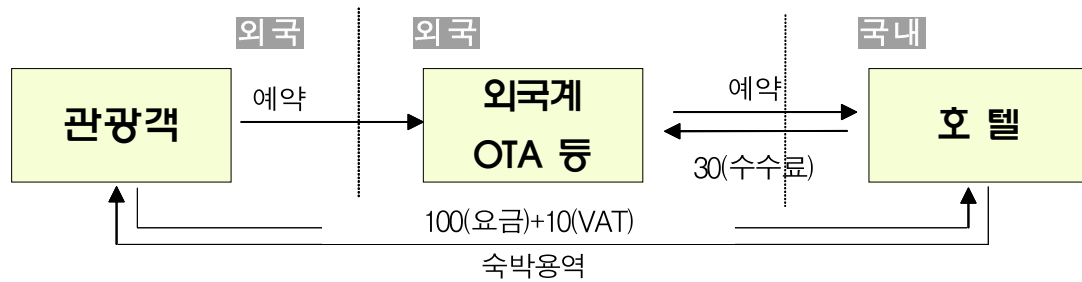 외국
외국
국내
관광객
예약
외국계
OTA 등
예약
30(수수료)
호텔
100(요금)+10(VAT)
숙박용역